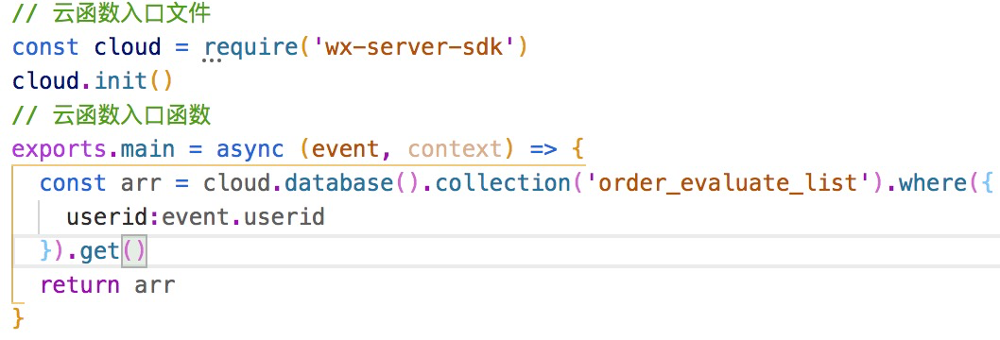 // 云函数入口文件
const cloud = require('wx-server-sdk')
cloud.init()
// 云函数入口函数
exports.main = async (event, context) => {
  const arr = cloud.database().collection('order_evaluate_list').where({
    userid:event.userid
  }).get()
  return arr
}